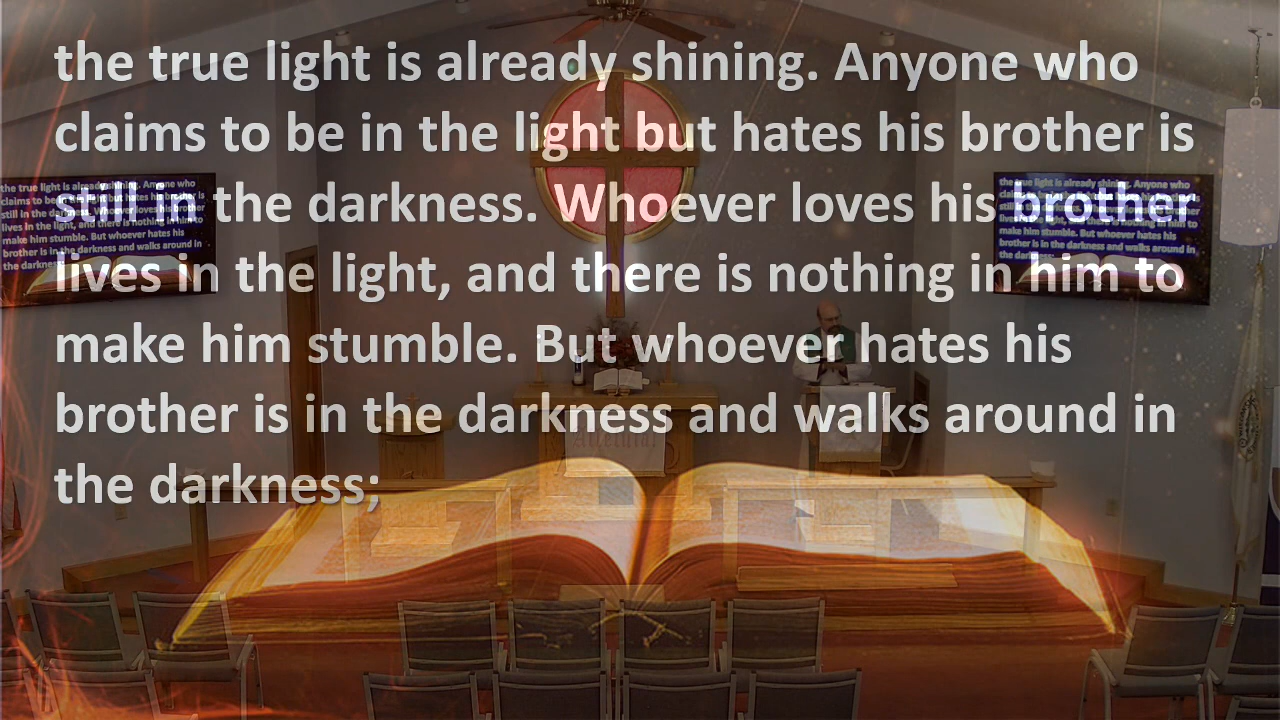 the true light is already shining. Anyone who
claims to be in the light but hates his brother is
still in the darkness. Whoever loves his brother
lives in the light, and there is nothing in him to
make him stumble. But whoever hates his
brother is in the darkness and walks around in
the darkness;